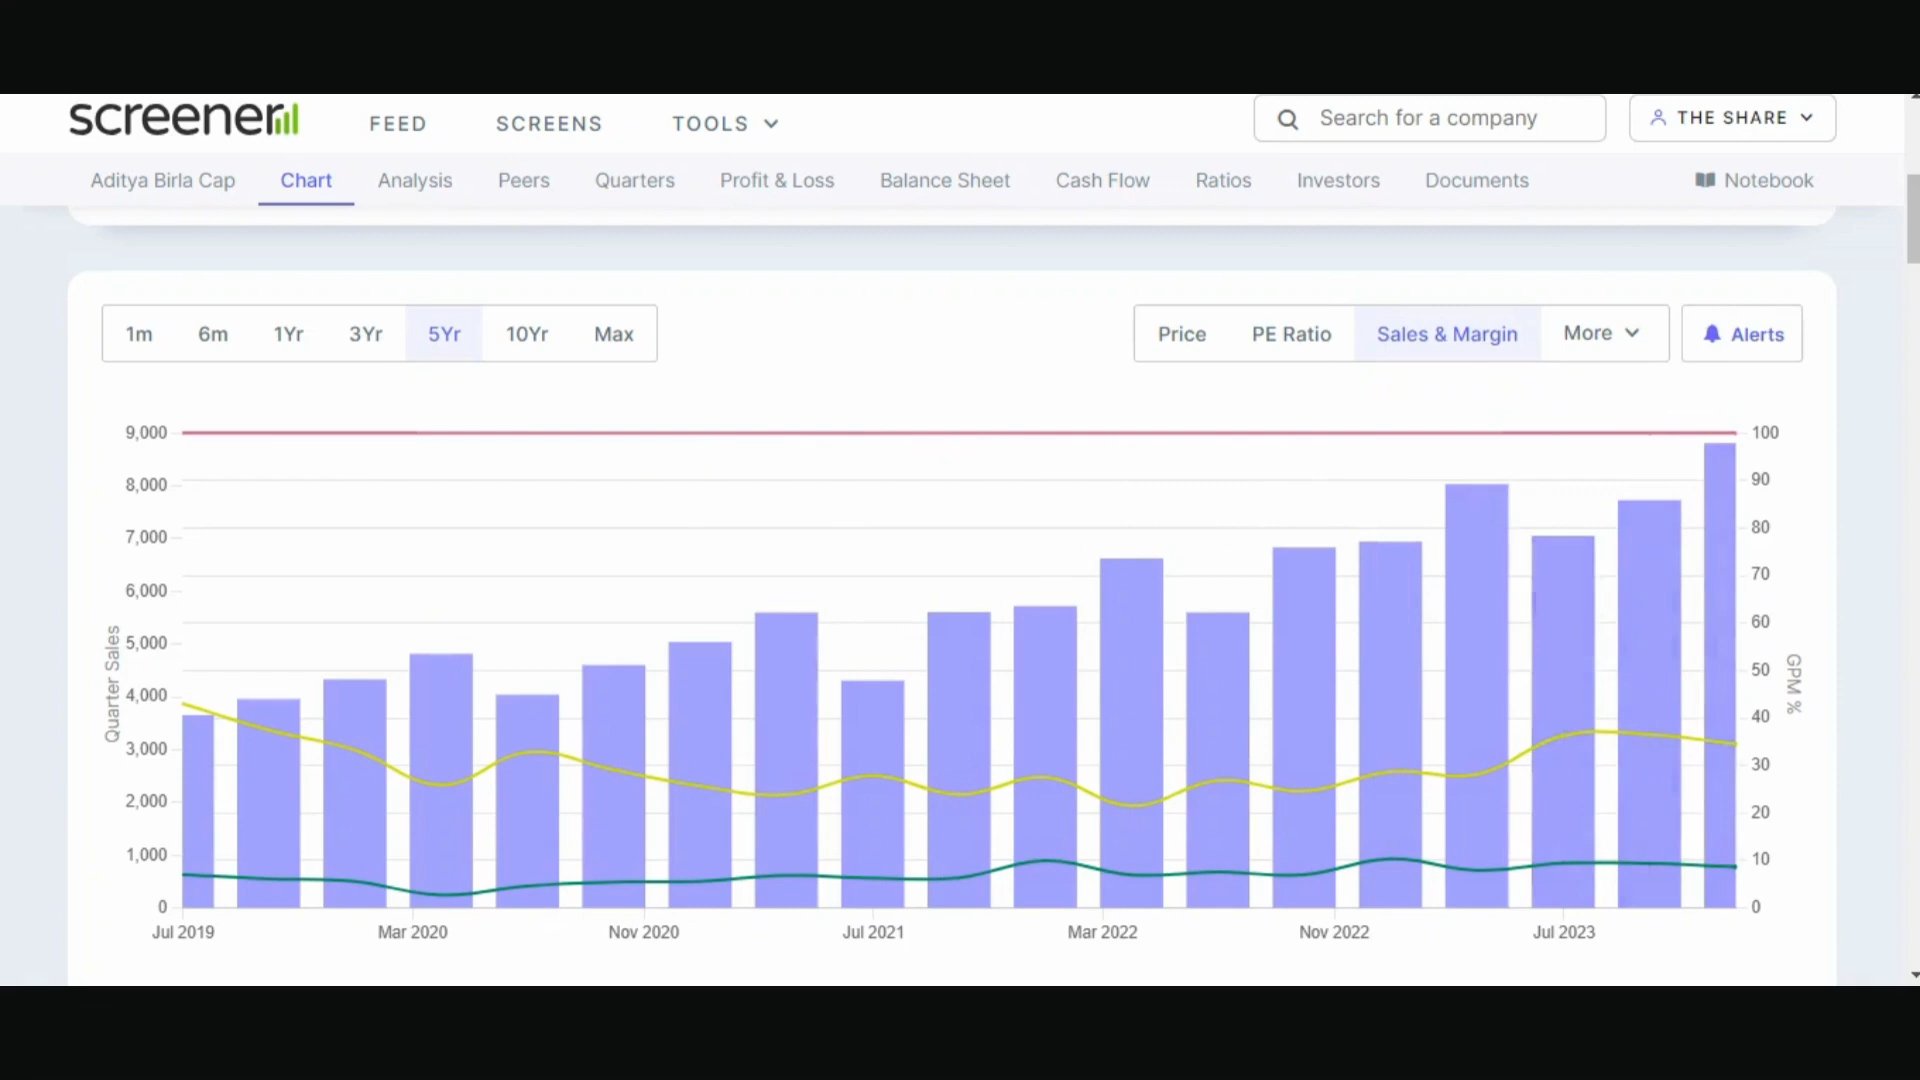 screener
FEED SCREENS TOOLS
Search for a company
THE SHARE
Aditya Birla Cap Chart Analysis Peers Quarters Profit & Loss Balance Sheet Cash Flow Ratios Investors Documents Notebook
1m 6m 1Yr 3Yr 5Yr 10Yr Max
Price PE Ratio Sales & Margin More Alerts
9,000 100
8,000 90
7,000 80
6,000 70
5,000 60
4,000 50
3,000 40
2,000 30
1,000 20
0 10
0
Quarter Sales
GPM %
Jul 2019 Mar 2020 Nov 2020 Jul 2021 Mar 2022 Nov 2022 Jul 2023